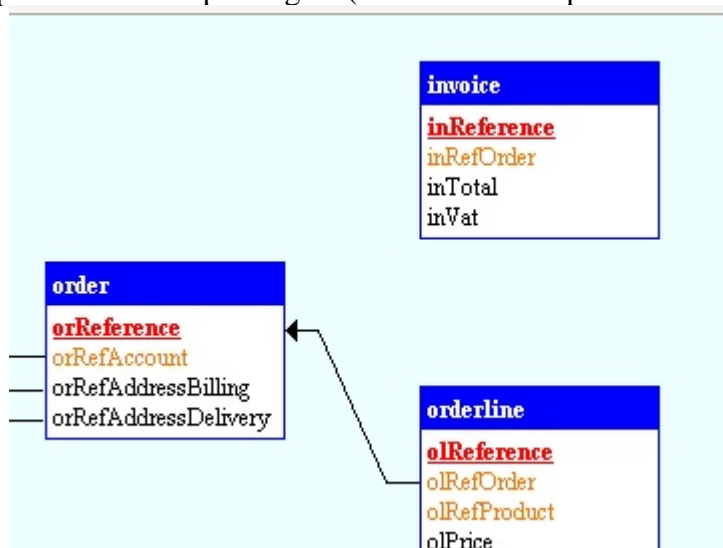 invoice
inReference
inRefOrder
inTotal
inVat
order
orReference
orRefAccount
orRefAddressBilling
orRefAddressDelivery
orderline
olReference
olRefOrder
olRefProduct
olPrice